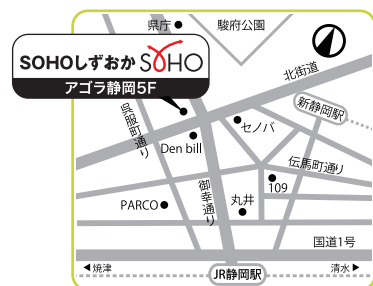 県庁
駿府公園
SOHOしずおか SOHO
アゴラ静岡5F
北街道
新静岡駅
呉服町通り
セノバ
Den bill
伝馬町通り
109
御幸通り
丸井
PARCO
国道1号
焼津
JR静岡駅
清水